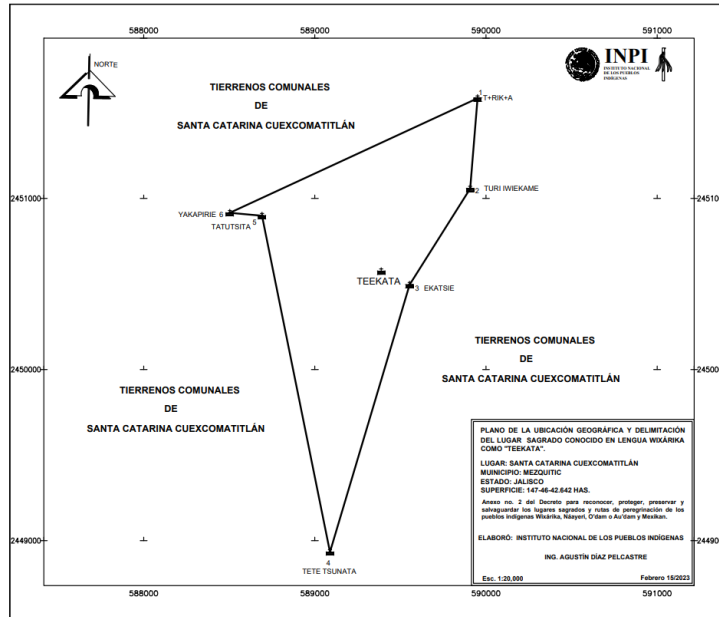 588000 589000 590000 591000
NORTE
INPI
INSTITUTO NACIONAL
DE LOS PUEBLOS
INDÍGENAS
TIERRENOS COMUNALES
DE
SANTA CATARINA CUEXCOMATITLÁN
1
T+RIK+A
2451000
2451000
2 TURI IWIEKAME
YAKAPIRIE 6
5
TATUTSITA
TEEKATA
3 EKATSIE
TIERRENOS COMUNALES
DE
SANTA CATARINA CUEXCOMATITLÁN
2450000
2450000
TIERRENOS COMUNALES
DE
SANTA CATARINA CUEXCOMATITLÁN
PLANO DE LA UBICACIÓN GEOGRÁFICA Y DELIMITACIÓN
DEL LUGAR SAGRADO CONOCIDO EN LENGUA WIXÁRIKA
COMO "TEEKATA".
LUGAR: SANTA CATARINA CUEXCOMATITLÁN
MUINICIPIO: MEZQUITIC
ESTADO: JALISCO
SUPERFICIE: 147-46-42.642 HAS.
Anexo no. 2 del Decreto para reconocer, proteger, preservar y
salvaguardar los lugares sagrados y rutas de peregrinación de los
pueblos indígenas Wixárika, Náayeri, O'dam o Au'dam y Mexikan.
2449000
2449000
ELABORÓ: INSTITUTO NACIONAL DE LOS PUEBLOS INDÍGENAS
ING. AGUSTÍN DÍAZ PELCASTRE
Esc. 1:20,000 Febrero 15/2023
4
TETE TSUNATA
588000 589000 590000 591000